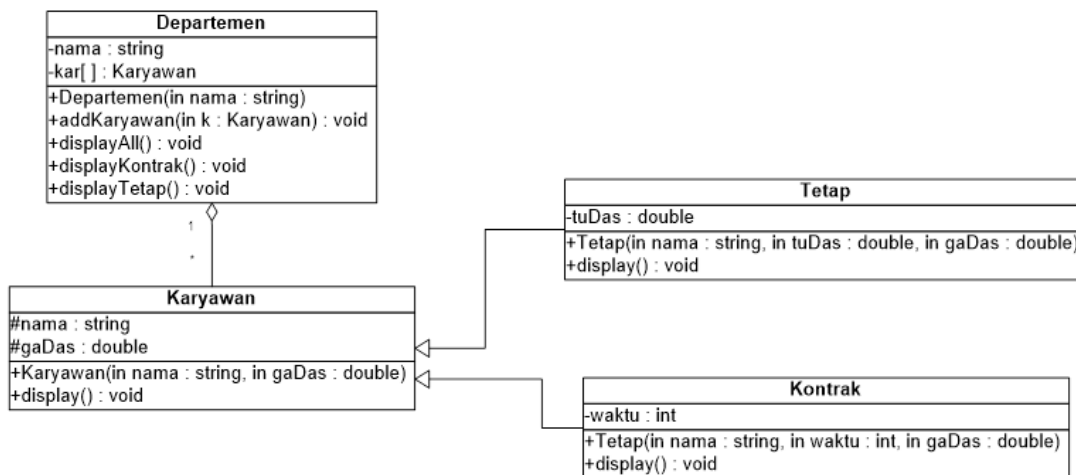 Departemen
-nama : string
-kar[ ] : Karyawan
+Departemen(in nama : string)
+addKaryawan(in k : Karyawan) : void
+displayAll() : void
+displayKontrak() : void
+displayTetap() : void
1
*
Karyawan
#nama : string
#gaDas : double
+Karyawan(in nama : string, in gaDas : double)
+display() : void
Tetap
-tuDas : double
+Tetap(in nama : string, in tuDas : double, in gaDas : double)
+display() : void
Kontrak
-waktu : int
+Tetap(in nama : string, in waktu : int, in gaDas : double)
+display() : void